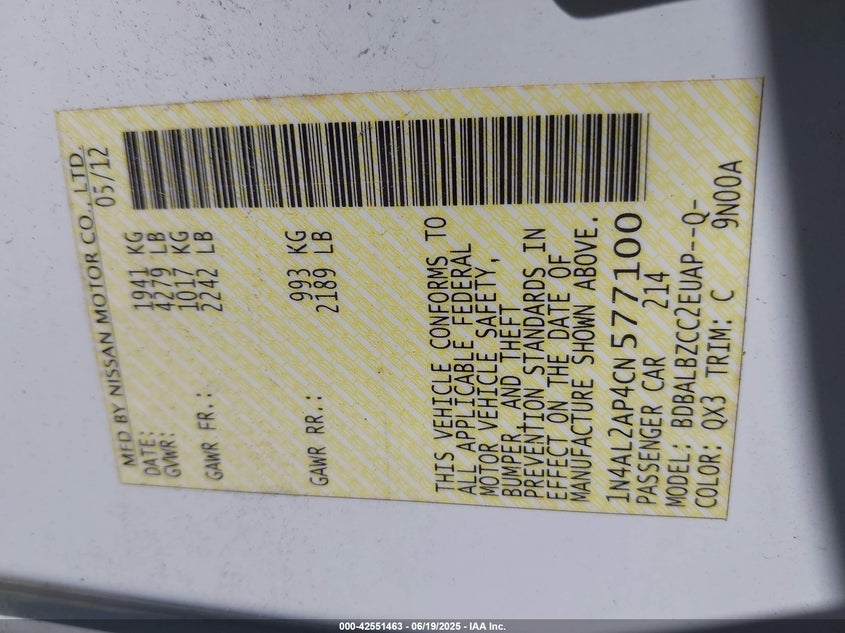 MFD BY NISSAN MOTOR CO., LTD.
DATE: 05/12
GVWR: 1941 KG
4279 LB
GAWR FR.: 1017 KG
2242 LB
GAWR RR.: 993 KG
2189 LB
THIS VEHICLE CONFORMS TO
ALL APPLICABLE FEDERAL
MOTOR VEHICLE SAFETY,
BUMPER, AND THEFT
PREVENTION STANDARDS IN
EFFECT ON THE DATE OF
MANUFACTURE SHOWN ABOVE.
1N4AL2AP4CN577100
PASSENGER CAR 214
MODEL: BDBALBZCC2EUAP--Q-
COLOR: QX3 TRIM: C 9N00A
000-42551463 - 06/19/2025 - IAA Inc.